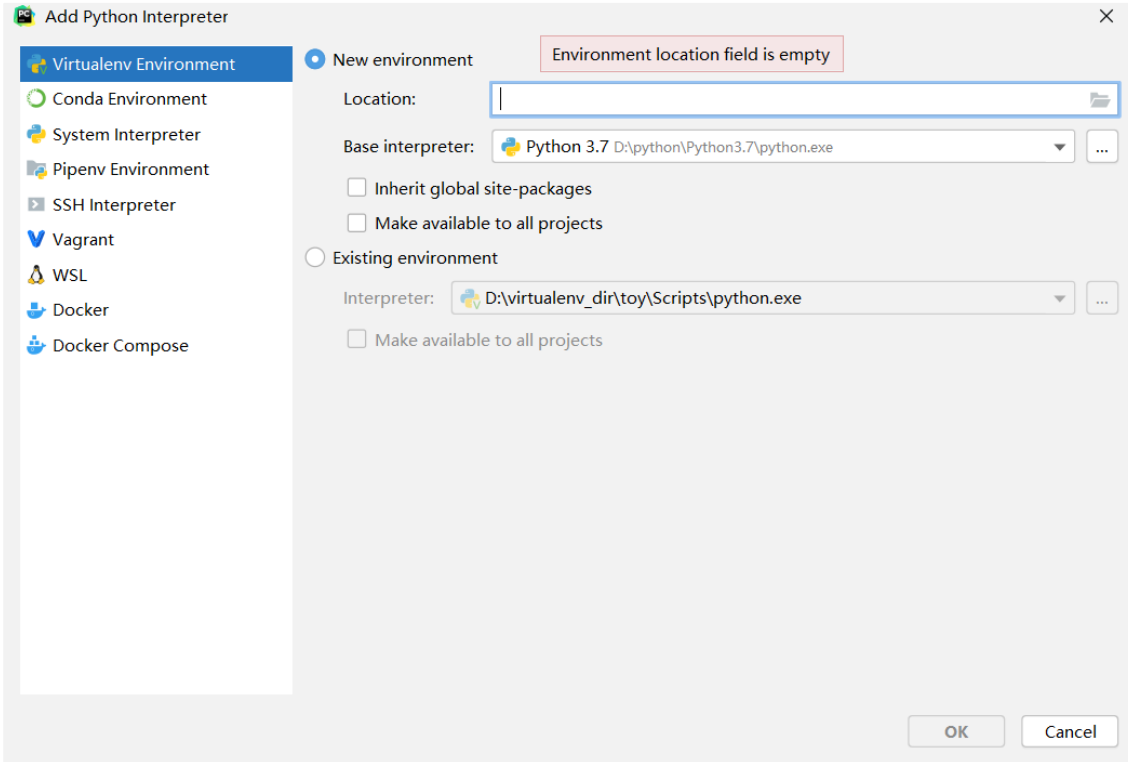 Add Python Interpreter
Virtualenv Environment
Conda Environment
System Interpreter
Pipenv Environment
SSH Interpreter
Vagrant
WSL
Docker
Docker Compose
New environment
Environment location field is empty
Location:
Base interpreter: Python 3.7 D:\python\Python3.7\python.exe ...
Inherit global site-packages
Make available to all projects
Existing environment
Interpreter: D:\virtualenv_dir\toy\Scripts\python.exe ...
Make available to all projects
OK Cancel